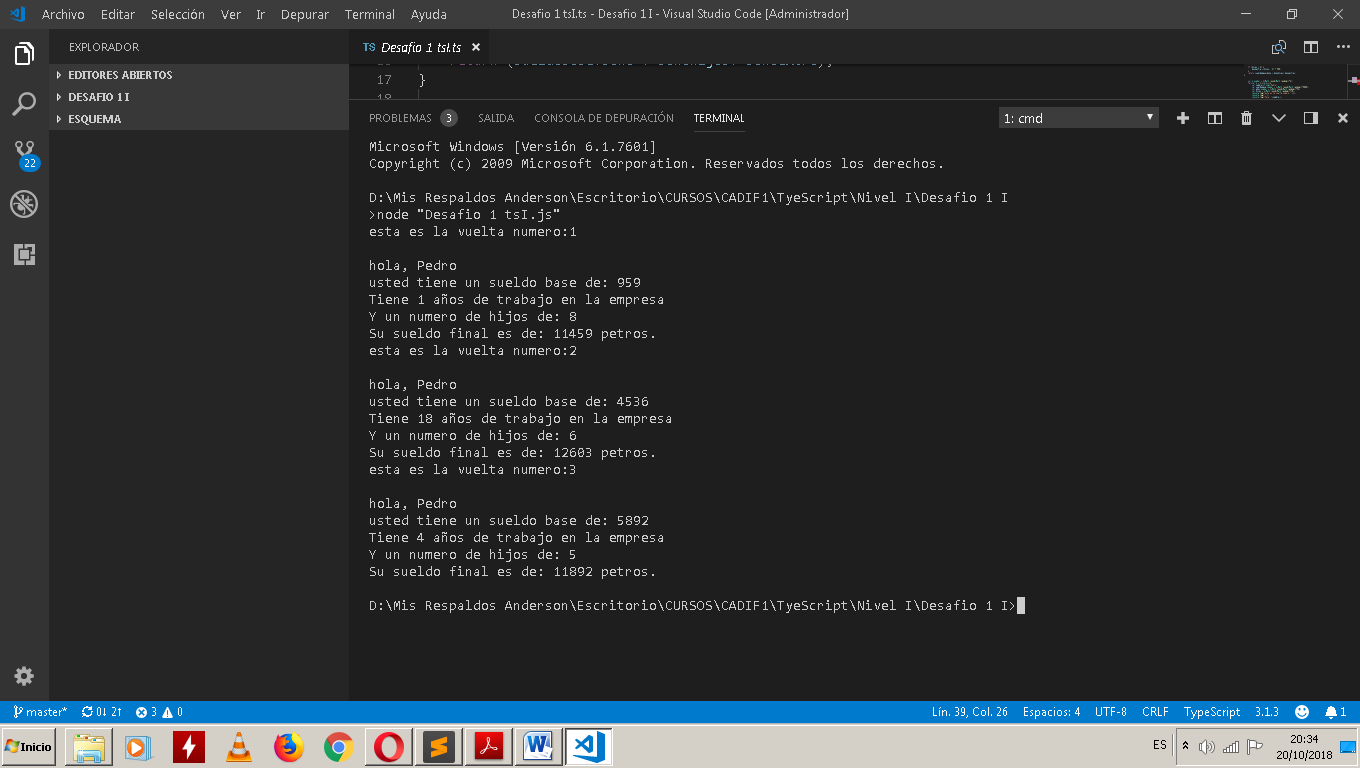 Archivo Editar Selección Ver Ir Depurar Terminal Ayuda Desafio 1 tsI.ts - Desafio 1 I - Visual Studio Code [Administrador]
EXPLORADOR
EDITORES ABIERTOS
DESAFIO 1 I
ESQUEMA
22
TS Desafio 1 tsI.ts
17 }
18
PROBLEMAS 3 SALIDA CONSOLA DE DEPURACIÓN TERMINAL 1: cmd
Microsoft Windows [Versión 6.1.7601]
Copyright (c) 2009 Microsoft Corporation. Reservados todos los derechos.
D:\Mis Respaldos Anderson\Escritorio\CURSOS\CADIF1\TyeScript\Nivel I\Desafio 1 I
>node "Desafio 1 tsI.js"
esta es la vuelta numero:1
hola, Pedro
usted tiene un sueldo base de: 959
Tiene 1 años de trabajo en la empresa
Y un numero de hijos de: 8
Su sueldo final es de: 11459 petros.
esta es la vuelta numero:2
hola, Pedro
usted tiene un sueldo base de: 4536
Tiene 18 años de trabajo en la empresa
Y un numero de hijos de: 6
Su sueldo final es de: 12603 petros.
esta es la vuelta numero:3
hola, Pedro
usted tiene un sueldo base de: 5892
Tiene 4 años de trabajo en la empresa
Y un numero de hijos de: 5
Su sueldo final es de: 11892 petros.
D:\Mis Respaldos Anderson\Escritorio\CURSOS\CADIF1\TyeScript\Nivel I\Desafio 1 I>
master* 0↓ 2↑ 3 0 Lín. 39, Col. 26 Espacios: 4 UTF-8 CRLF TypeScript 3.1.3 1
Inicio ES 20:34
20/10/2018